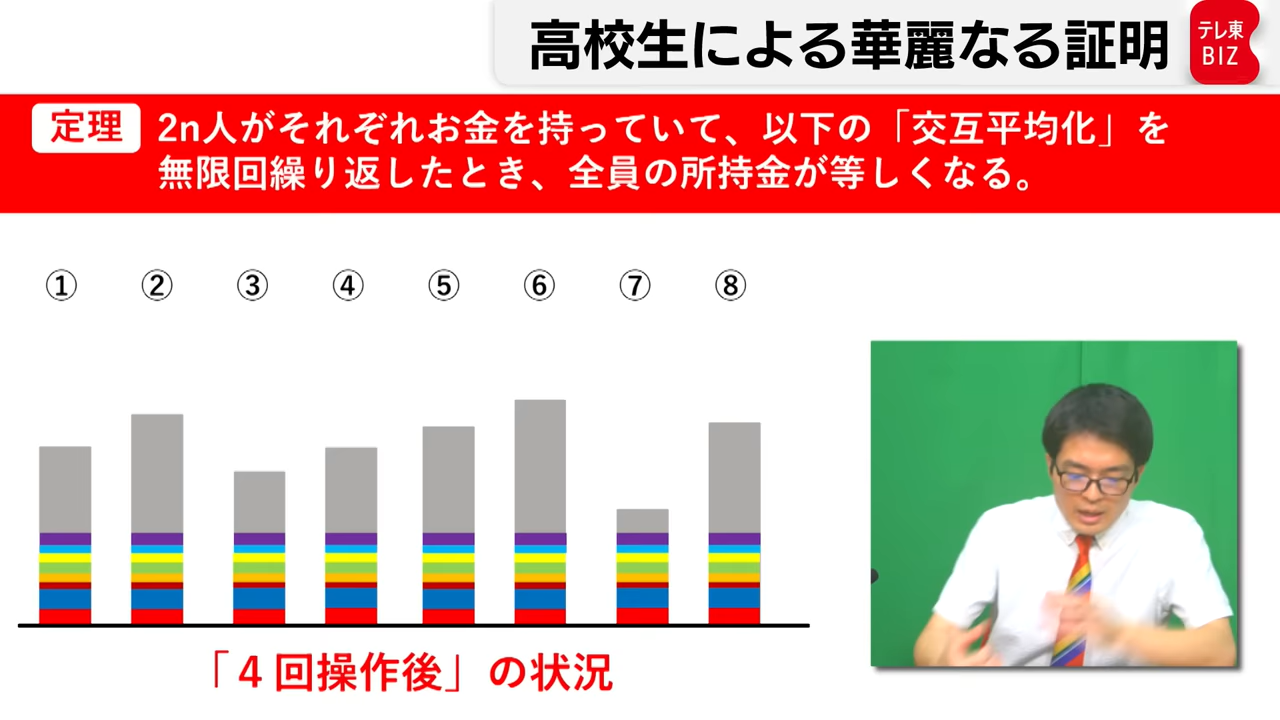 高校生による華麗なる証明
テレ東
BIZ
定理
2n人がそれぞれお金を持っていて、以下の「交互平均化」を
無限回繰り返したとき、全員の所持金が等しくなる。
① ② ③ ④ ⑤ ⑥ ⑦ ⑧
「4回操作後」の状況